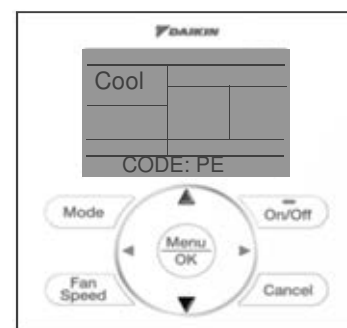 DAIKIN
Cool
CODE: PE
Mode
On/Off
Menu
OK
Fan
Speed
Cancel